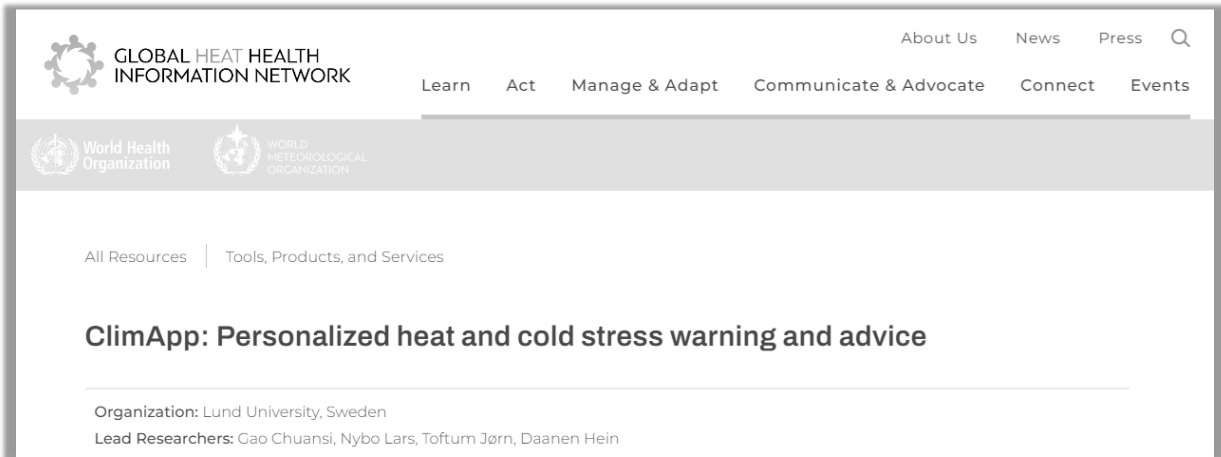 About Us News Press
GLOBAL HEAT HEALTH
INFORMATION NETWORK
Learn Act Manage & Adapt Communicate & Advocate Connect Events
World Health
Organization
WORLD
METEOROLOGICAL
ORGANIZATION
All Resources Tools, Products, and Services
ClimApp: Personalized heat and cold stress warning and advice
Organization: Lund University, Sweden
Lead Researchers: Gao Chuansi, Nybo Lars, Toftum Jørn, Daanen Hein